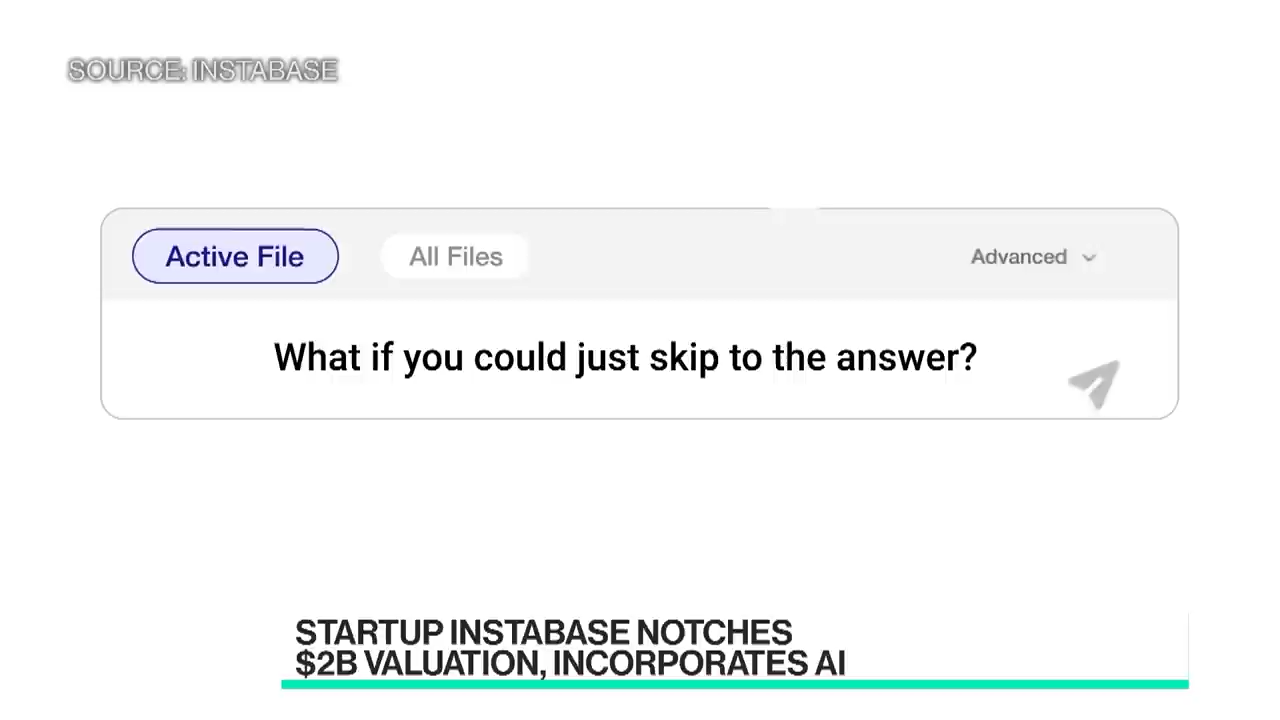 SOURCE: INSTABASE
Active File
All Files
Advanced
What if you could just skip to the answer?
STARTUP INSTABASE NOTCHES
$2B VALUATION, INCORPORATES AI